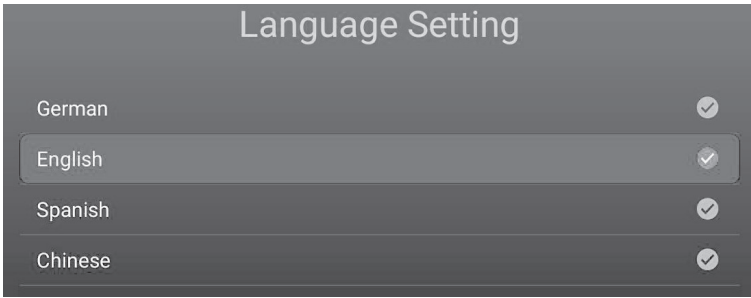 Language Setting
German
English
Spanish
Chinese